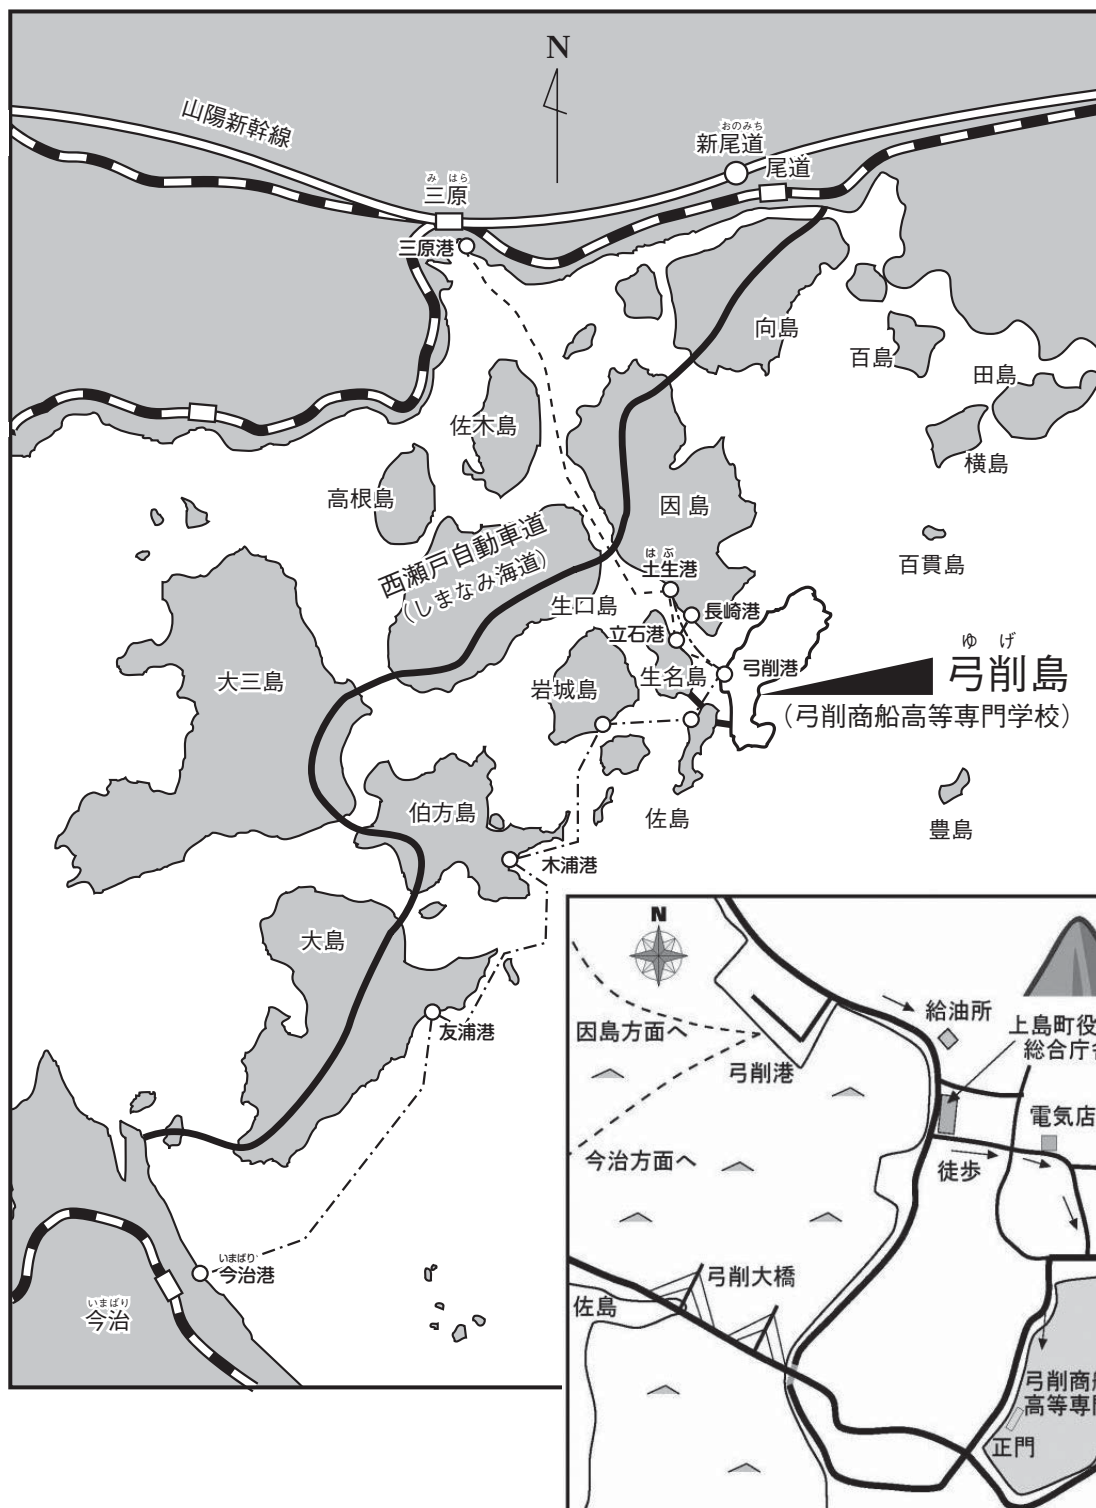 N
山陽新幹線
おのみち
新尾道
尾道
み はら
三原
三原港
向島
百島
田島
佐木島
横島
高根島
因島
西瀬戸自動車道
(しまなみ海道)
百貫島
はぶ
土生港
生口島
長崎港
立石港
ゆ げ
弓削島
弓削港
大三島
岩城島
生名島
(弓削商船高等専門学校)
伯方島
佐島
豊島
木浦港
大島
友浦港
いまばり
今治港
いまばり
今治
N
給油所
上島町役
総合庁
因島方面へ
弓削港
電気店
今治方面へ
徒歩
弓削大橋
佐島
弓削商
高等専
正門